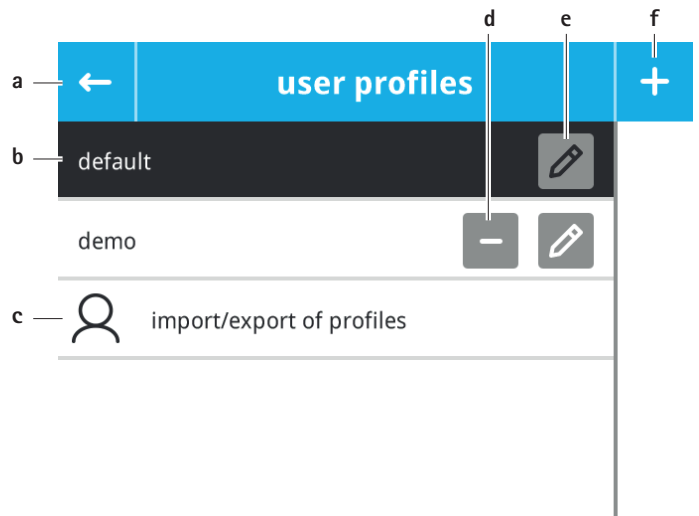 d e f
a
user profiles
b
default
demo
c
import/export of profiles